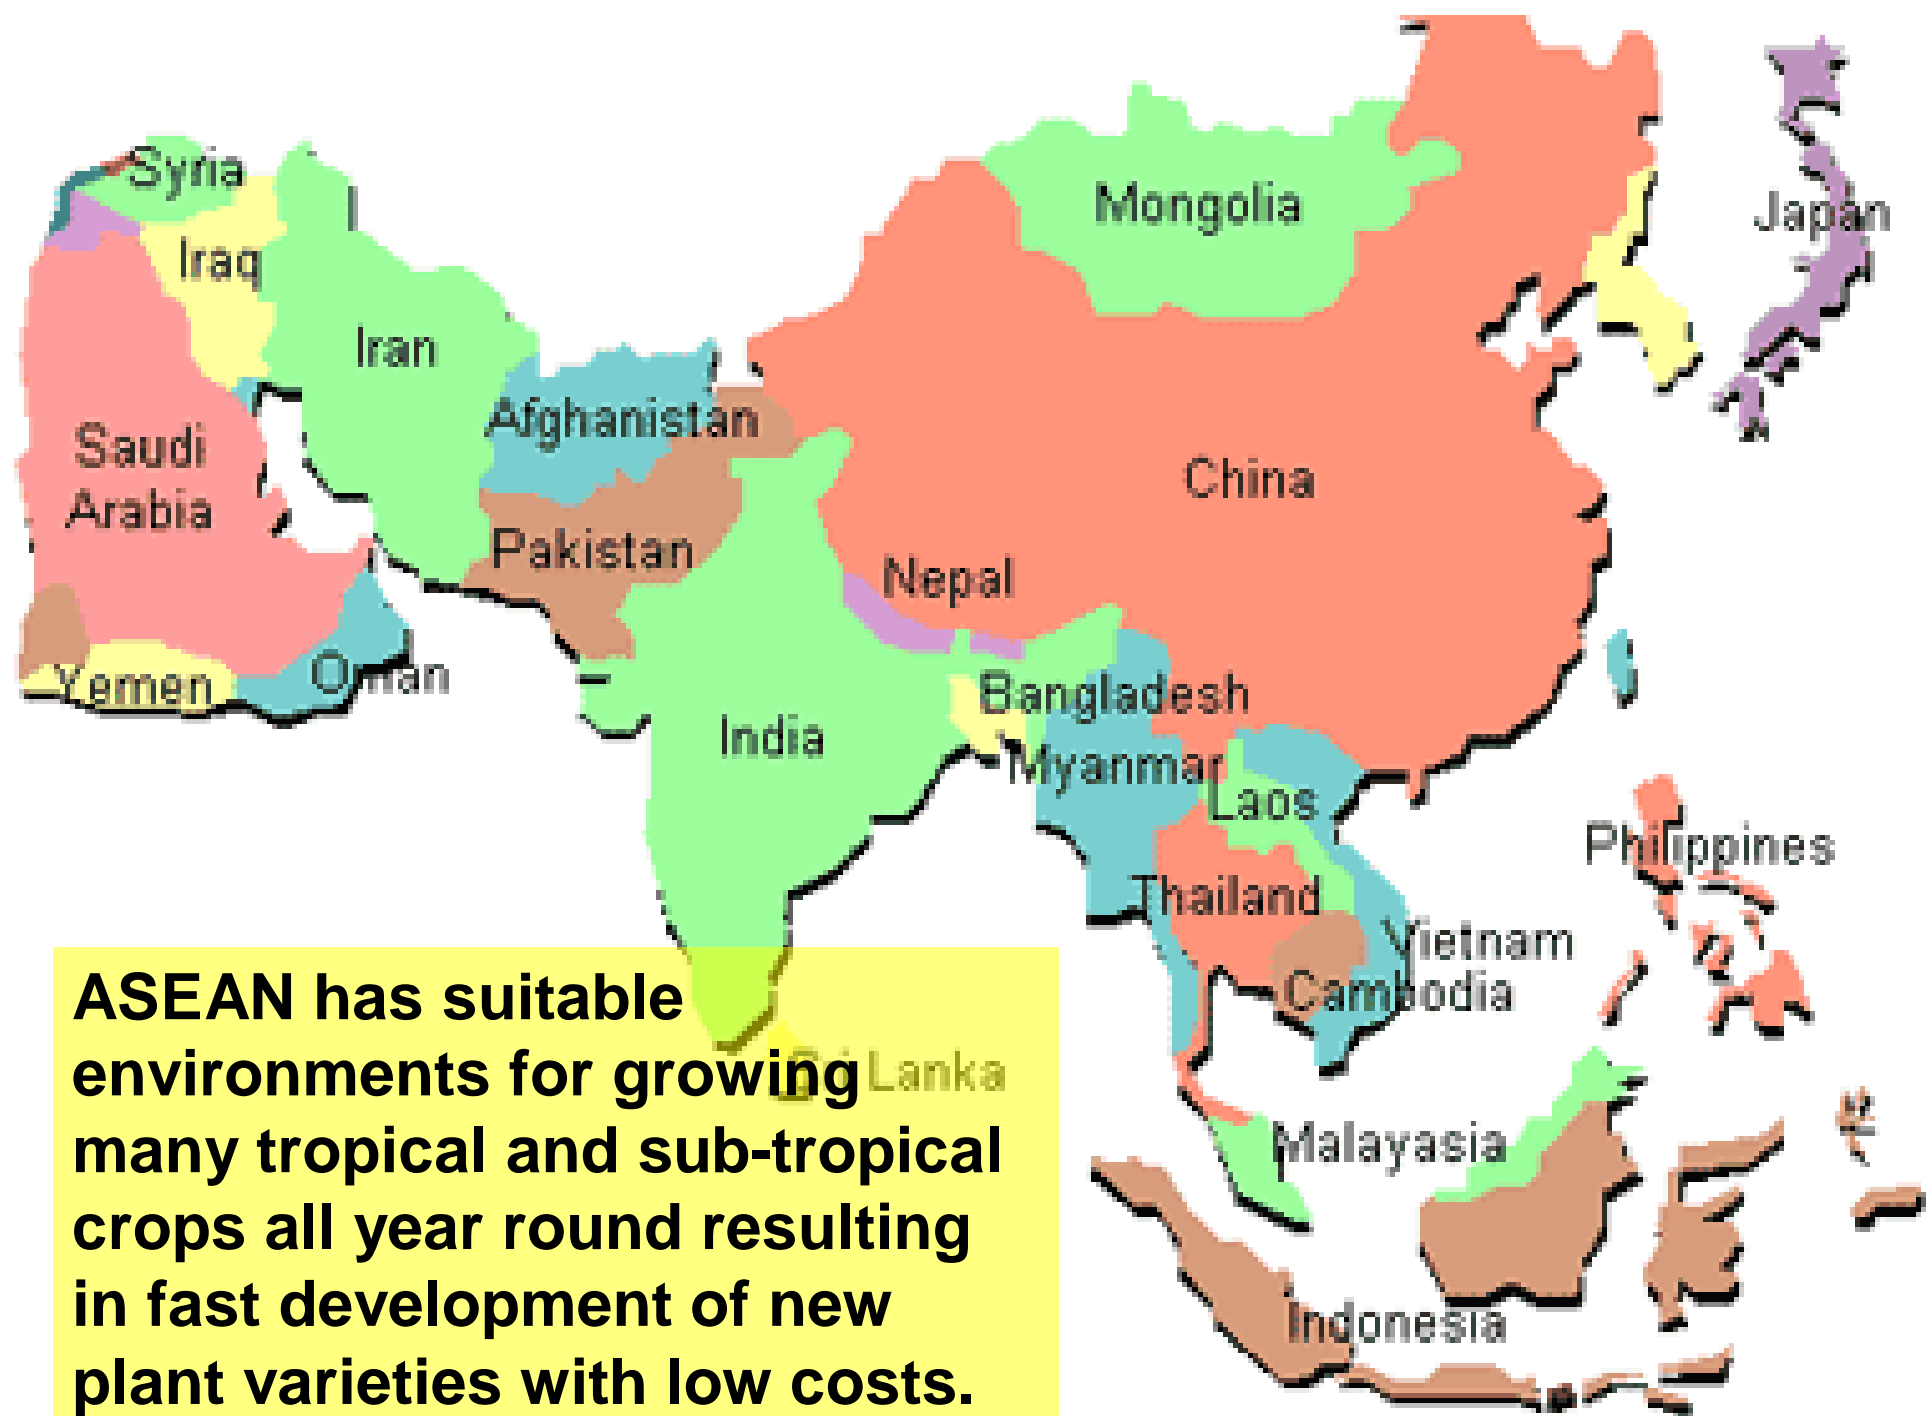 Syria
Mongolia
Japan
Iraq
Iran
Afghanistan
Saudi
Arabia
China
Pakistan
Nepal
Yemen
Oman
Bangladesh
India
Myanmar
Laos
Philippines
Thailand
Vietnam
Cambodia
Sri Lanka
Malayasia
Indonesia
ASEAN has suitable
environments for growing
many tropical and sub-tropical
crops all year round resulting
in fast development of new
plant varieties with low costs.